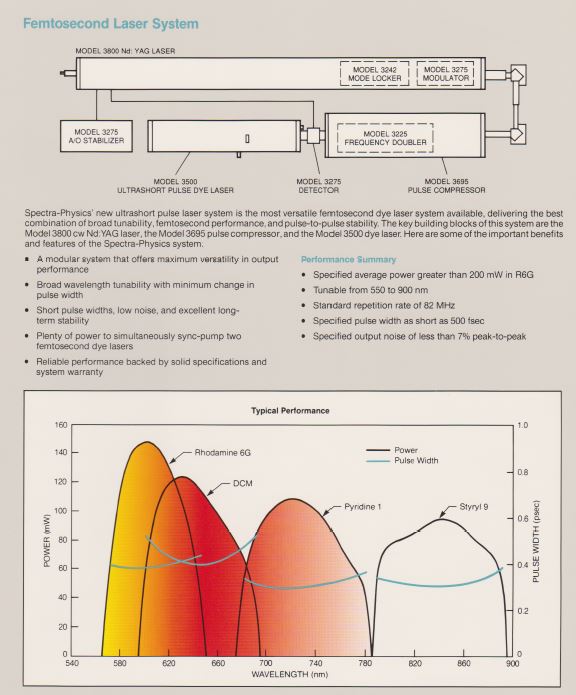 Femtosecond Laser System
MODEL 3800 Nd: YAG LASER
MODEL 3242
MODE LOCKER
MODEL 3275
MODULATOR
MODEL 3275
A/O STABILIZER
MODEL 3225
FREQUENCY DOUBLER
MODEL 3500
ULTRASHORT PULSE DYE LASER
MODEL 3275
DETECTOR
MODEL 3695
PULSE COMPRESSOR
Spectra-Physics' new ultrashort pulse laser system is the most versatile femtosecond dye laser system available, delivering the best
combination of broad tunability, femtosecond performance, and pulse-to-pulse stability. The key building blocks of this system are the
Model 3800 cw Nd:YAG laser, the Model 3695 pulse compressor, and the Model 3500 dye laser. Here are some of the important benefits
and features of the Spectra-Physics system.
• A modular system that offers maximum versatility in output
performance
• Broad wavelength tunability with minimum change in
pulse width
• Short pulse widths, low noise, and excellent long-
term stability
• Plenty of power to simultaneously sync-pump two
femtosecond dye lasers
• Reliable performance backed by solid specifications and
system warranty
Performance Summary
• Specified average power greater than 200 mW in R6G
• Tunable from 550 to 900 nm
• Standard repetition rate of 82 MHz
• Specified pulse width as short as 500 fsec
• Specified output noise of less than 7% peak-to-peak
Typical Performance
160
140
120
100
80
60
40
20
0
POWER (mW)
Rhodamine 6G
DCM
Pyridine 1
Styryl 9
Power
Pulse Width
1.0
0.8
0.6
0.4
0.2
0
PULSE WIDTH (psec)
540 580 620 660 700 740 780 820 860 900
WAVELENGTH (nm)